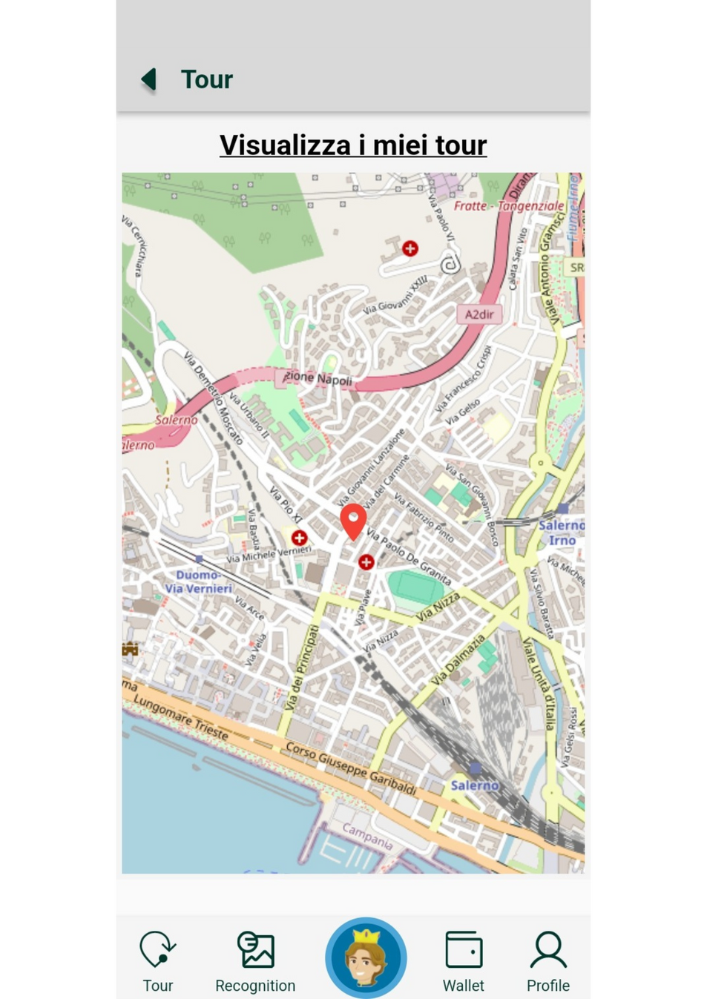 Tour
Visualizza i miei tour
Via Paolo VI
Diram
Fratte - Tangenziale
Fiume Irno
Via Cernicchiara
Calata San Vito
Viale Antonio Gramsci
SR
Via Giovanni XXIII
A2dir
zione Napoli
Via Demetrio Moscato
Via Urbano II
Via Francesco Crispi
Via Gelso
Salerno
alerno
Via Giovanni Lanzalone
Via del Carmine
Via San Giovanni Bosco
Via Fabrizio Pinto
Via Pio XI
Via Bastia
Salerno
Irno
Via Paolo De Granita
Via Michele Vernieri
Via Michele
Duomo-
Via Vernieri
Via Silvio Baratta
Via Arce
Via Piave
Via Nizza
Via Nizza
Via Velia
Via dei Principati
Via Dalmazia
Viale Unità d'Italia
ma
Lungomare Trieste
Via Gelsi Rossi
Corso Giuseppe Garibaldi
Salerno
Campania
Tour
Recognition
Wallet
Profile